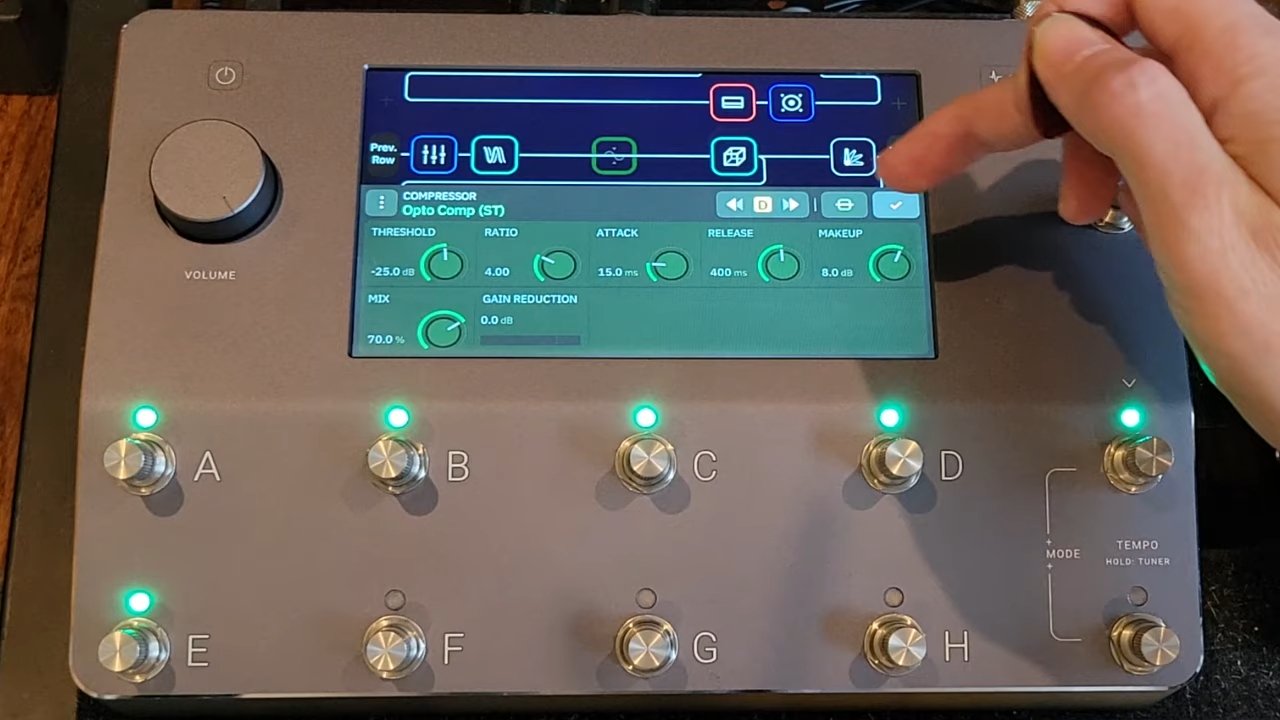 Prev.
Row
COMPRESSOR
Opto Comp (ST)
D
THRESHOLD
-25.0 dB
RATIO
4.00
ATTACK
15.0 ms
RELEASE
400 ms
MAKEUP
8.0 dB
MIX
70.0 %
GAIN REDUCTION
0.0 dB
VOLUME
A
B
C
D
MODE
TEMPO
HOLD: TUNER
E
F
G
H